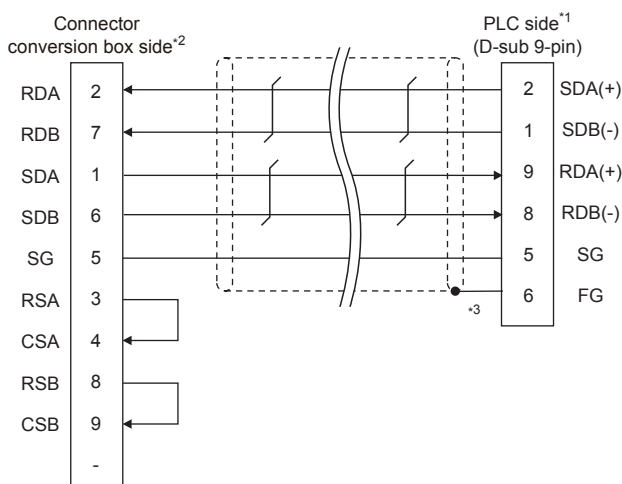 Connector
conversion box side*2
PLC side*1
(D-sub 9-pin)
RDA 2 2 SDA(+)
RDB 7 1 SDB(-)
SDA 1 9 RDA(+)
SDB 6 8 RDB(-)
SG 5 5 SG
RSA 3 6 FG
*3
CSA 4
RSB 8
CSB 9
-